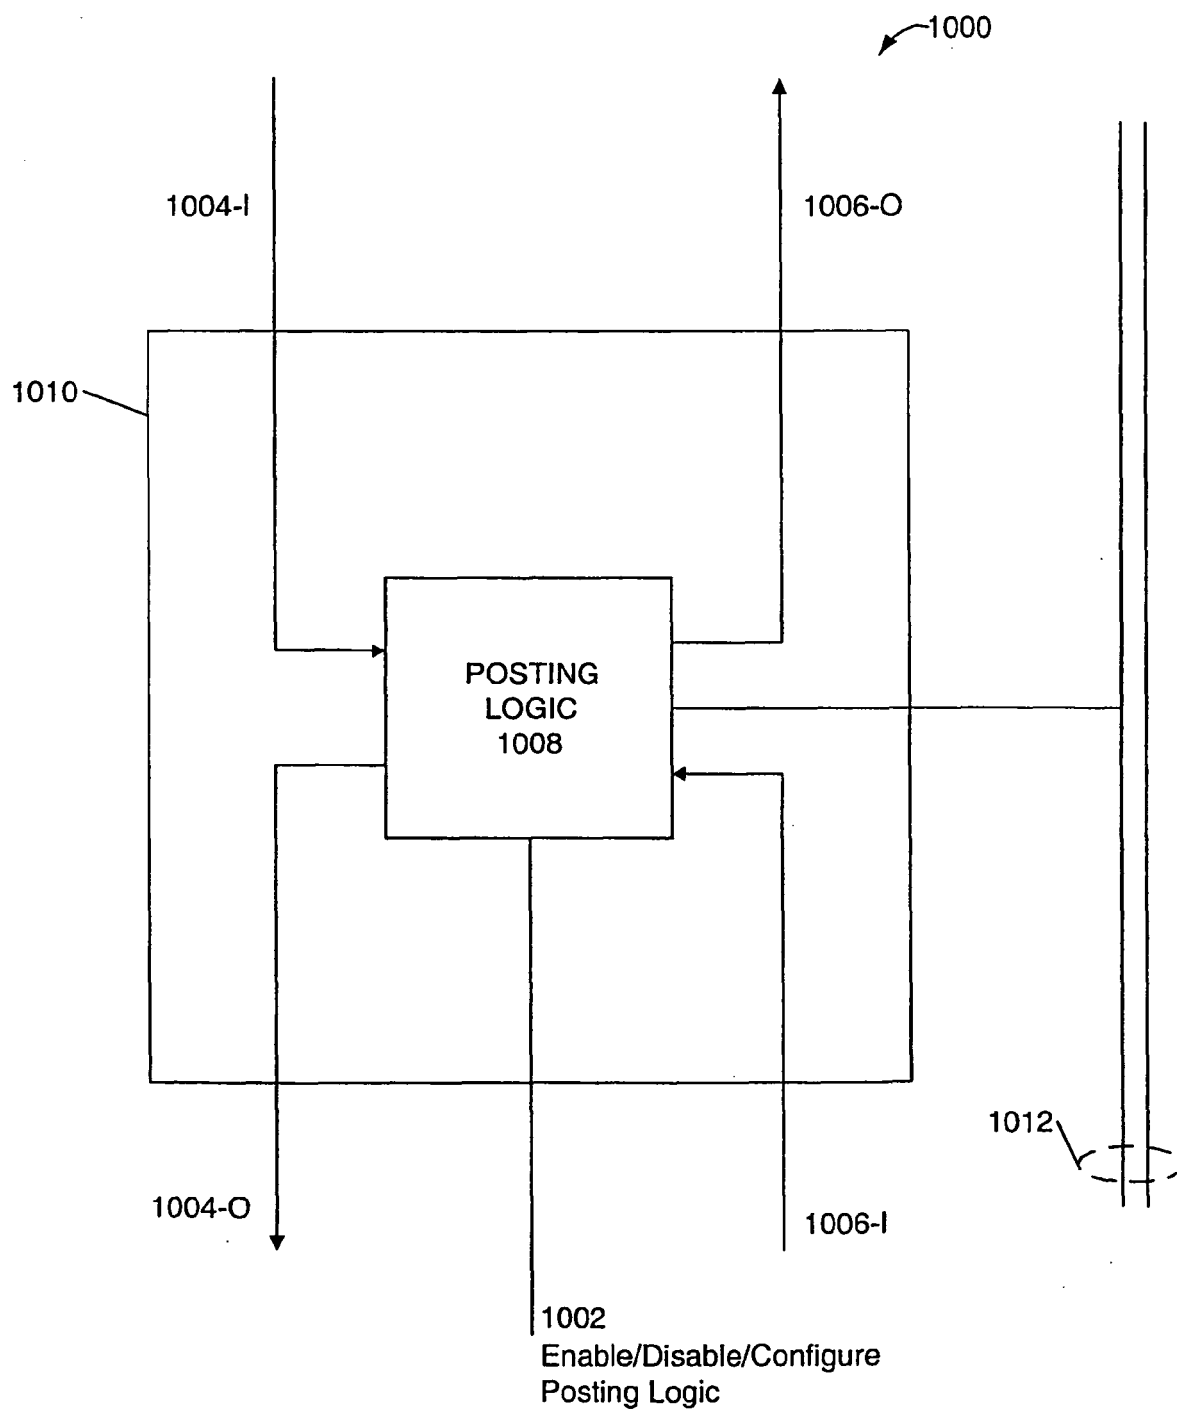 1000
1004-I
1006-O
1010
POSTING
LOGIC
1008
1012
1004-O
1006-I
1002
Enable/Disable/Configure
Posting Logic